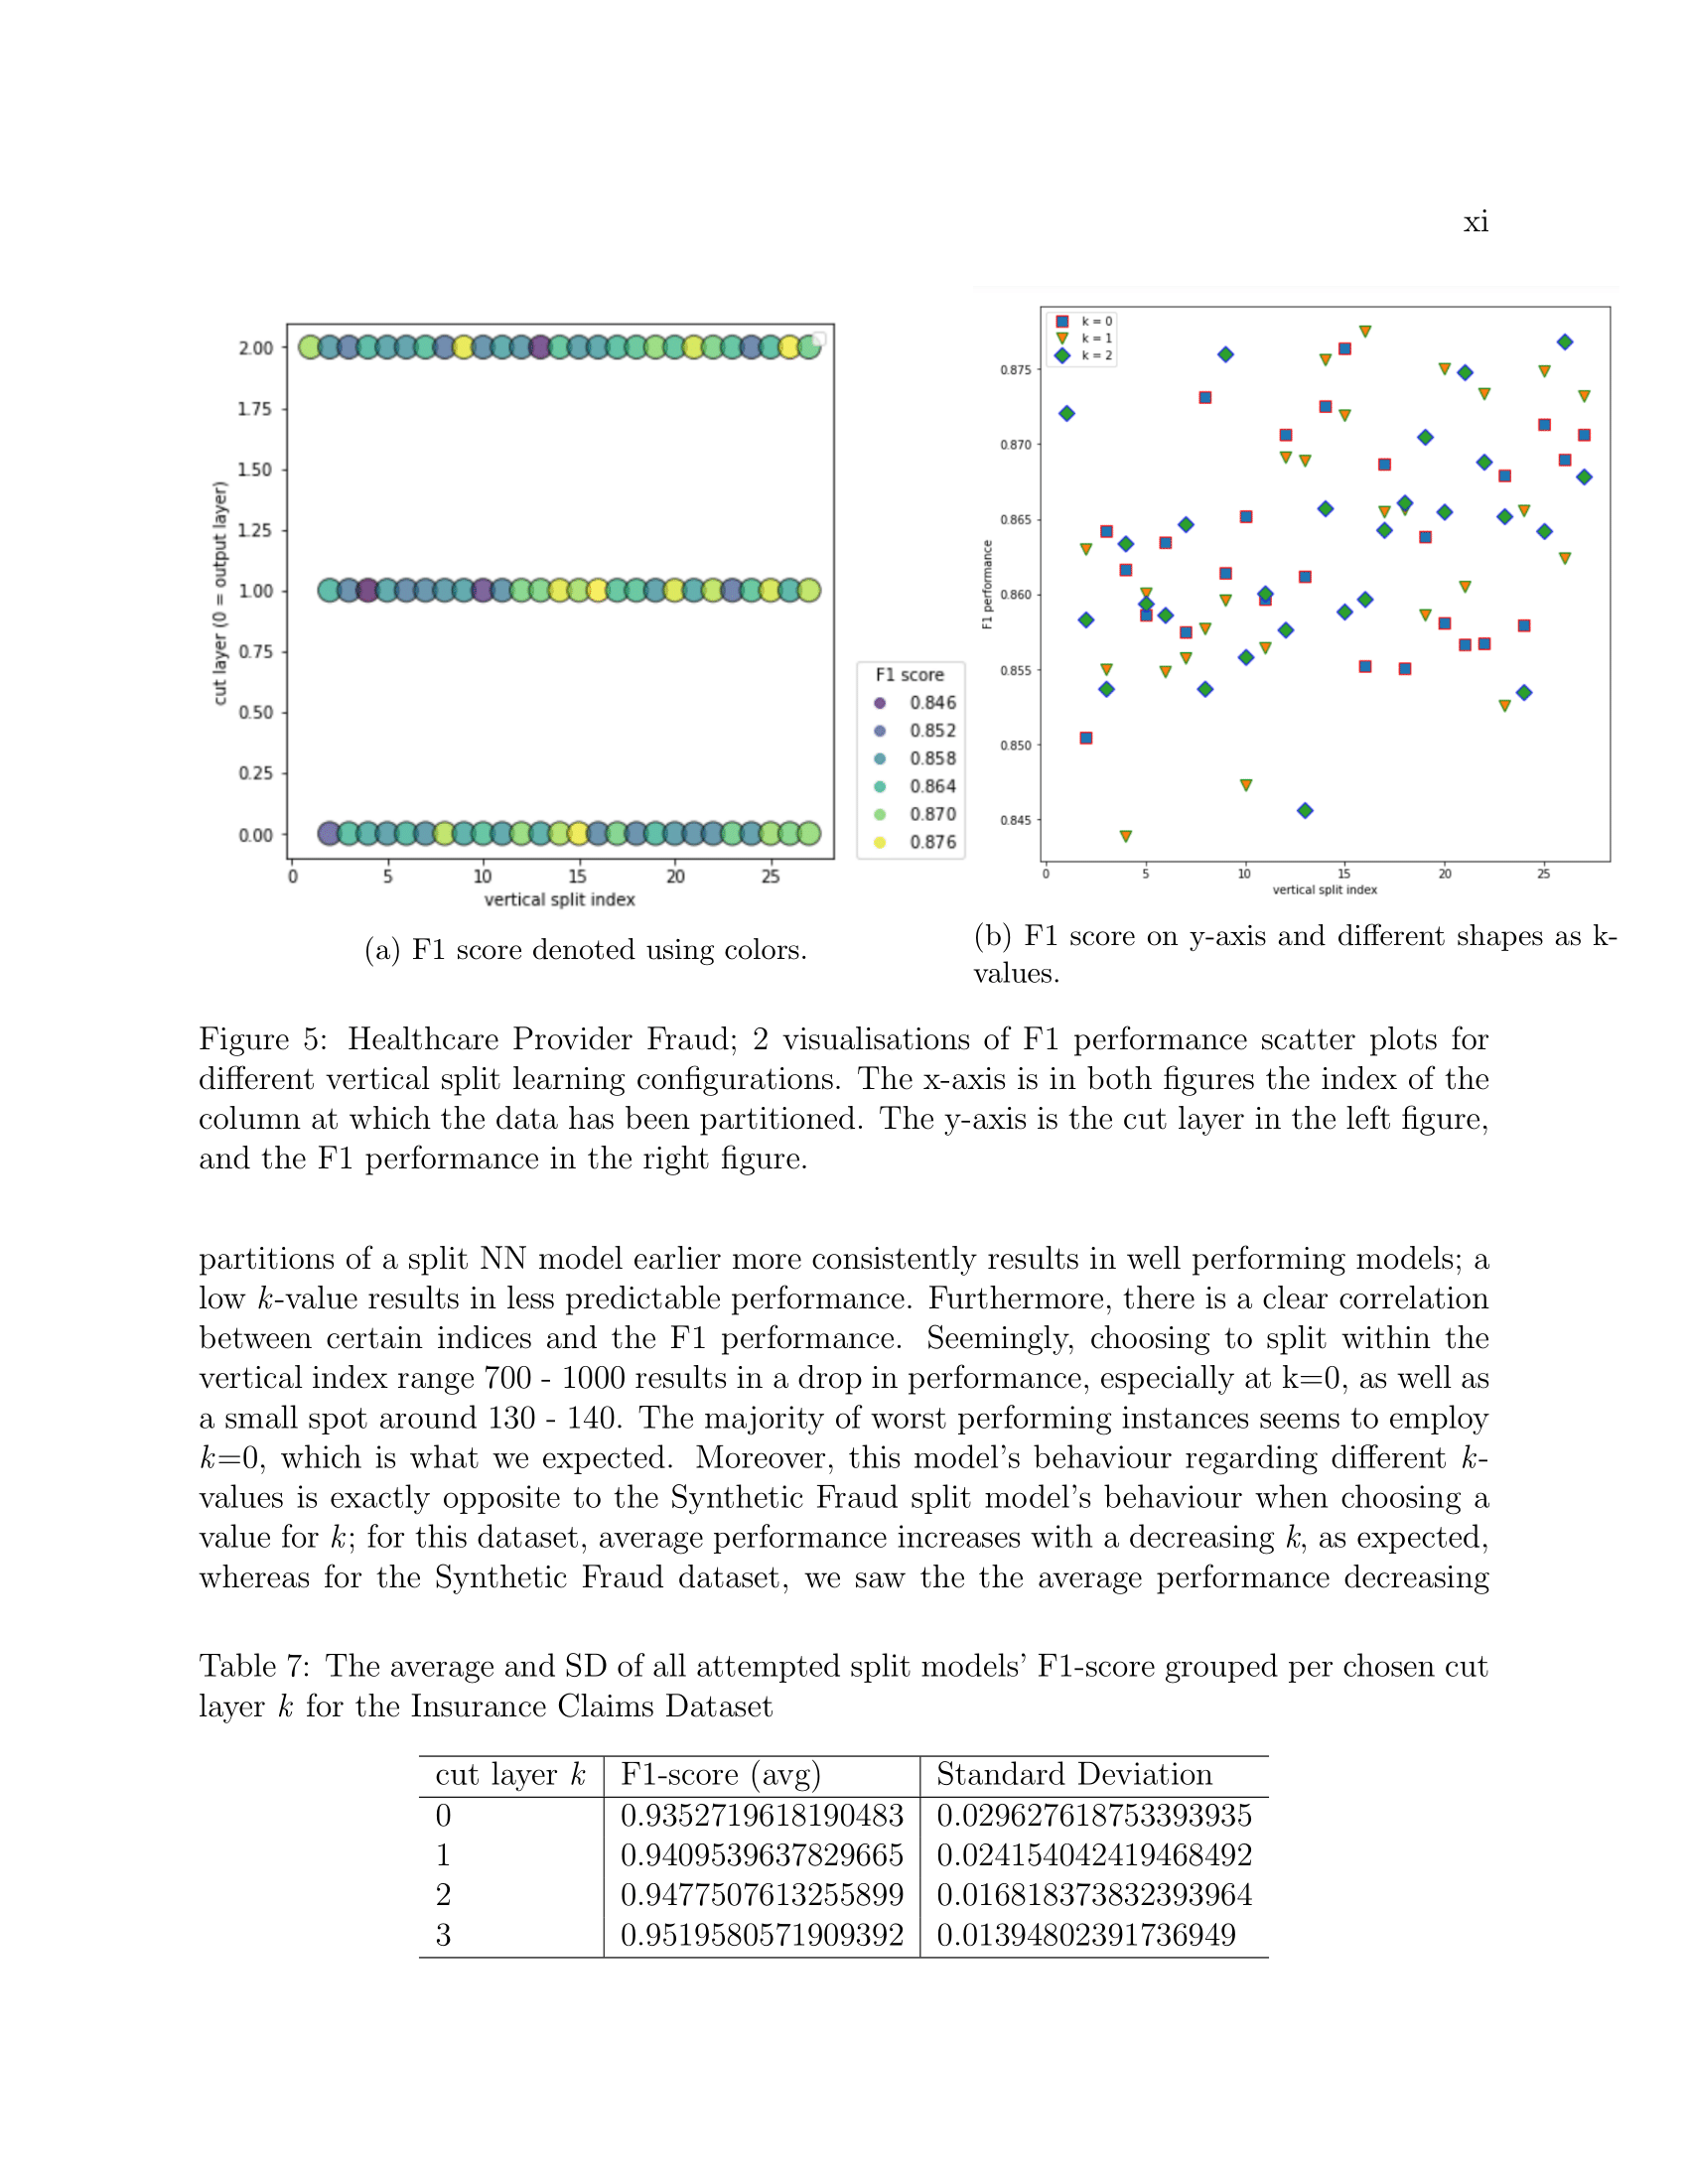 xi
2.00
1.75
1.50
1.25
1.00
0.75
0.50
0.25
0.00
cut layer (0 = output layer)
0 5 10 15 20 25
vertical split index
F1 score
0.846
0.852
0.858
0.864
0.870
0.876
(a) F1 score denoted using colors.
k = 0
k = 1
k = 2
0.875
0.870
0.865
0.860
0.855
0.850
0.845
F1 performance
0 5 10 15 20 25
vertical split index
(b) F1 score on y-axis and different shapes as k-
values.
Figure 5: Healthcare Provider Fraud; 2 visualisations of F1 performance scatter plots for
different vertical split learning configurations. The x-axis is in both figures the index of the
column at which the data has been partitioned. The y-axis is the cut layer in the left figure,
and the F1 performance in the right figure.
partitions of a split NN model earlier more consistently results in well performing models; a
low k-value results in less predictable performance. Furthermore, there is a clear correlation
between certain indices and the F1 performance. Seemingly, choosing to split within the
vertical index range 700 - 1000 results in a drop in performance, especially at k=0, as well as
a small spot around 130 - 140. The majority of worst performing instances seems to employ
k=0, which is what we expected. Moreover, this model's behaviour regarding different k-
values is exactly opposite to the Synthetic Fraud split model's behaviour when choosing a
value for k; for this dataset, average performance increases with a decreasing k, as expected,
whereas for the Synthetic Fraud dataset, we saw the the average performance decreasing
Table 7: The average and SD of all attempted split models' F1-score grouped per chosen cut
layer k for the Insurance Claims Dataset
cut layer k F1-score (avg) Standard Deviation
0 0.9352719618190483 0.029627618753393935
1 0.9409539637829665 0.024154042419468492
2 0.9477507613255899 0.016818373832393964
3 0.9519580571909392 0.01394802391736949